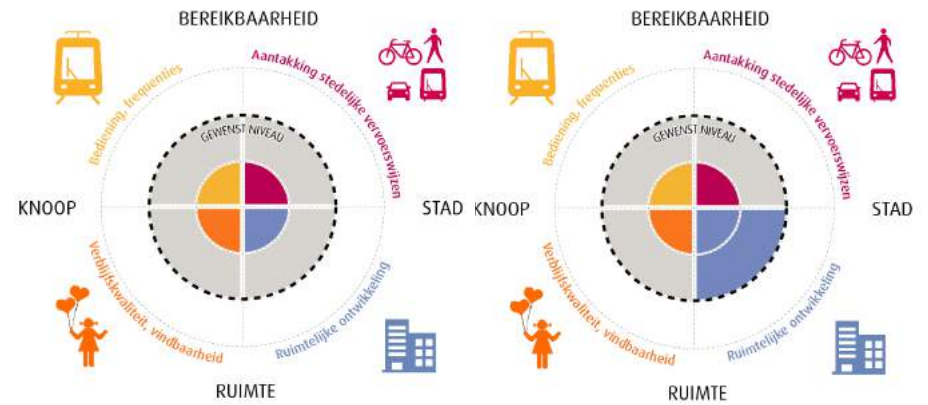 BEREIKBAARHEID
Bediening, frequenties
Aantakking stedelijke vervoerswijzen
GEWENST NIVEAU
KNOOP
STAD
Verblijfskwaliteit, vindbaarheid
Ruimtelijke ontwikkeling
RUIMTE
BEREIKBAARHEID
Bediening, frequenties
Aantakking stedelijke vervoerswijzen
GEWENST NIVEAU
KNOOP
STAD
Verblijfskwaliteit, vindbaarheid
Ruimtelijke ontwikkeling
RUIMTE